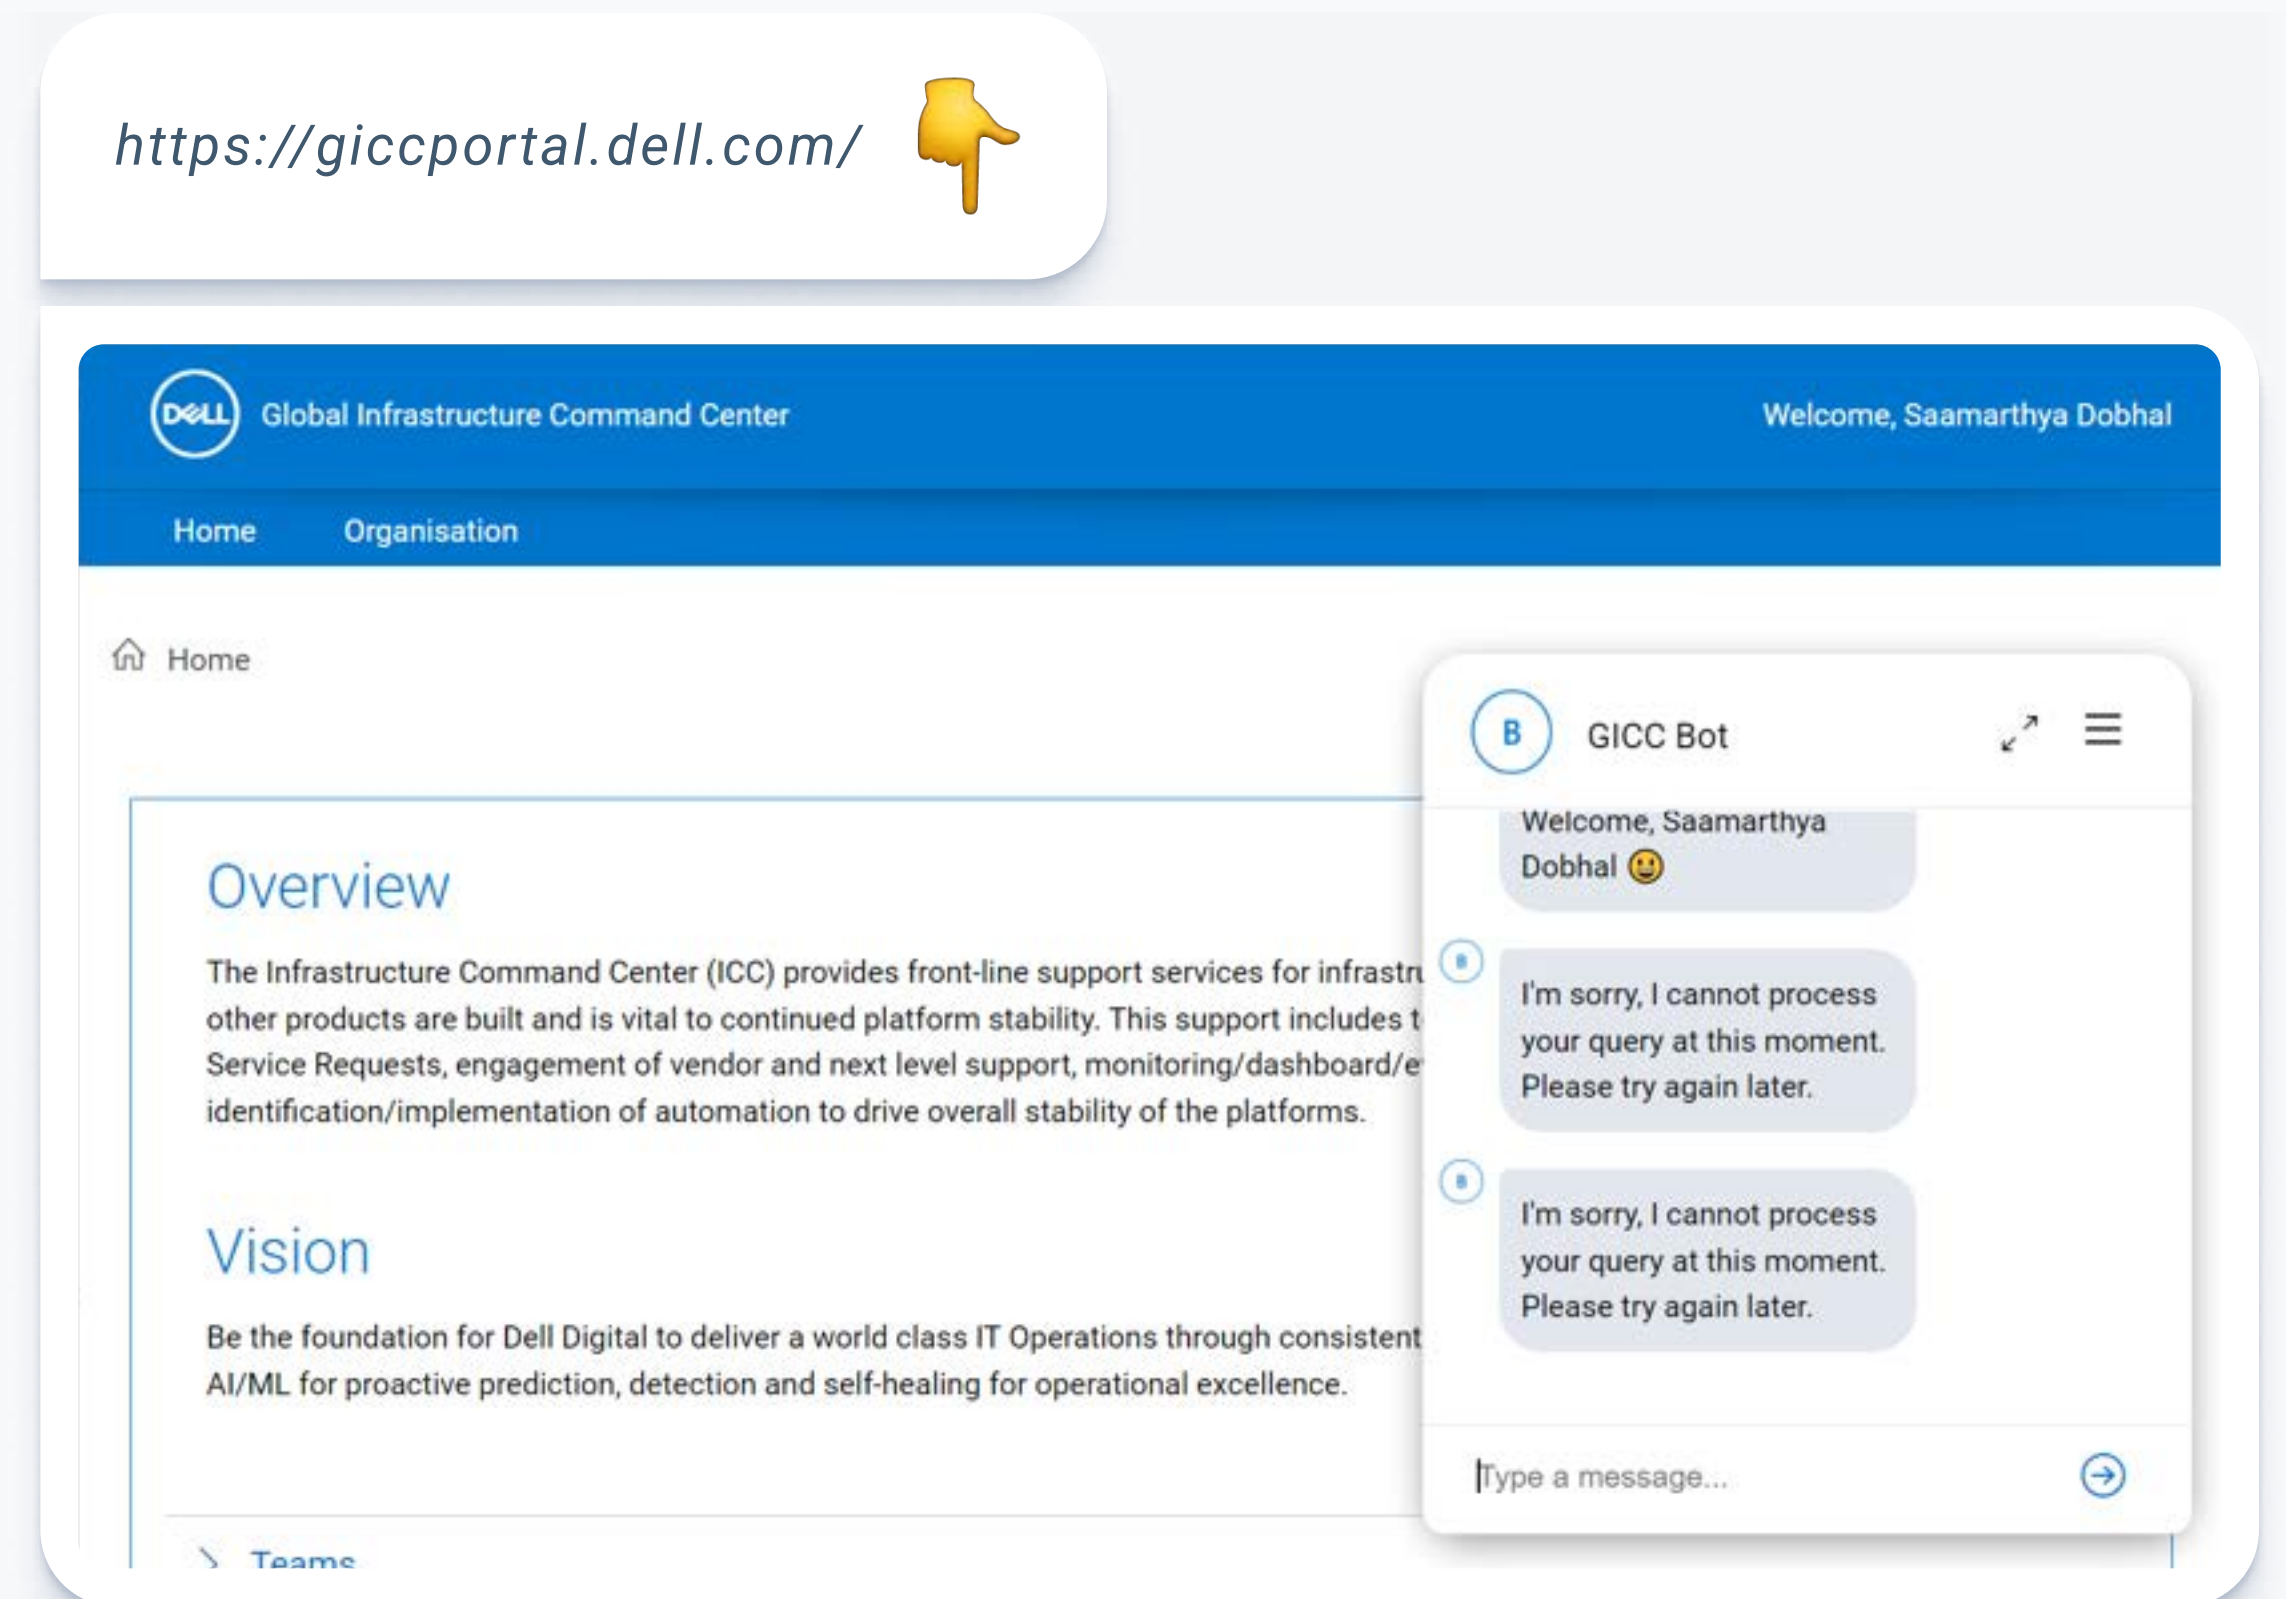 https://giccportal.dell.com/
DELL
Global Infrastructure Command Center
Welcome, Saamarthya Dobhal
Home
Organisation
Home
Overview
The Infrastructure Command Center (ICC) provides front-line support services for infrastru
other products are built and is vital to continued platform stability. This support includes t
Service Requests, engagement of vendor and next level support, monitoring/dashboard/e
identification/implementation of automation to drive overall stability of the platforms.
Vision
Be the foundation for Dell Digital to deliver a world class IT Operations through consistent
AI/ML for proactive prediction, detection and self-healing for operational excellence.
Teams
B
GICC Bot
Welcome, Saamarthya
Dobhal
B
I'm sorry, I cannot process
your query at this moment.
Please try again later.
B
I'm sorry, I cannot process
your query at this moment.
Please try again later.
Type a message...